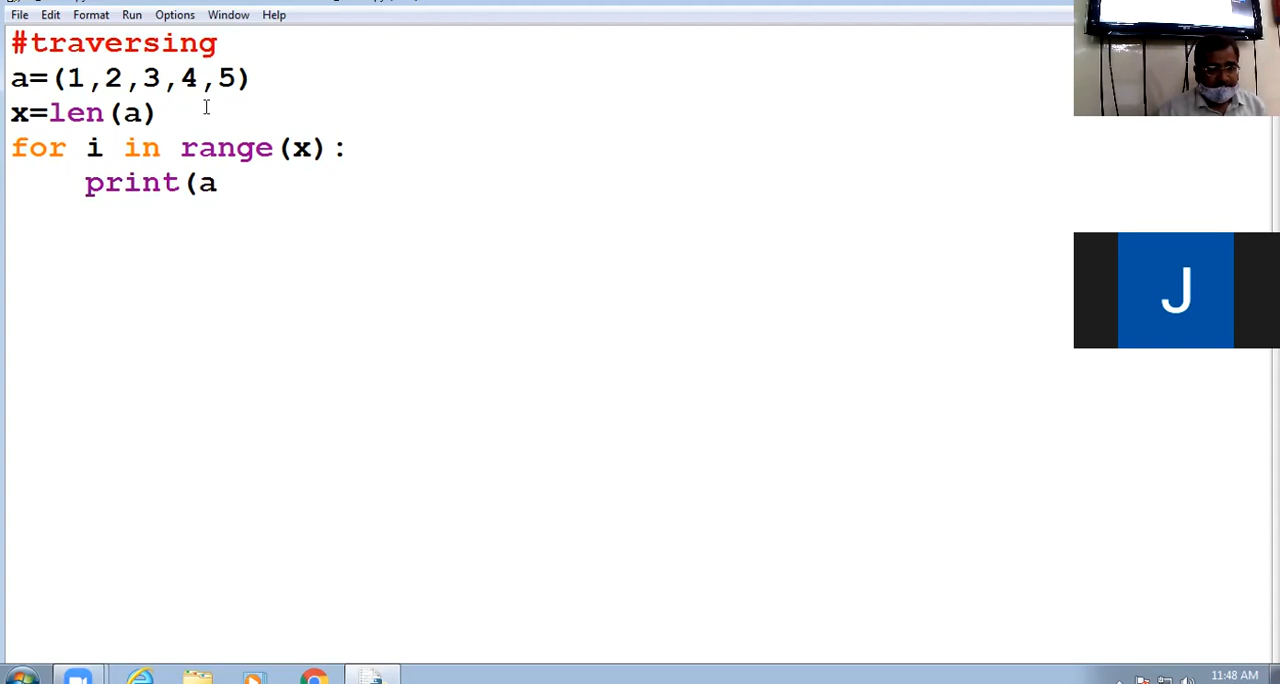 File Edit Format Run Options Window Help
#traversing
a=(1,2,3,4,5)
x=len(a)
for i in range(x):
    print(a
J
11:48 AM